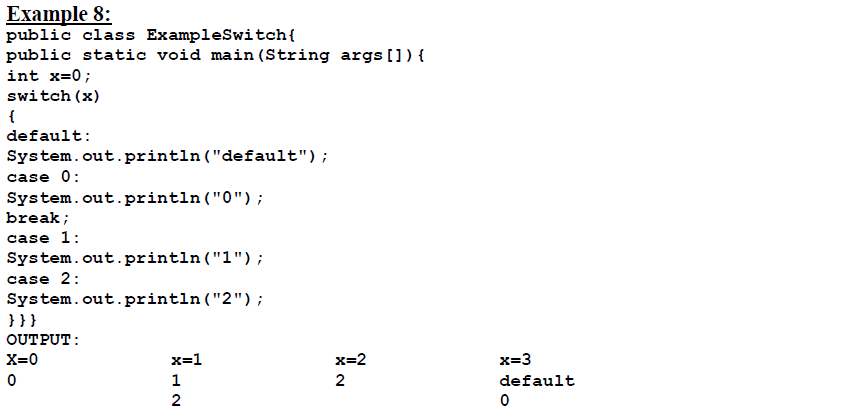 Example 8:
public class ExampleSwitch{
public static void main(String args[]){
int x=0;
switch(x)
{
default:
System.out.println("default");
case 0:
System.out.println("0");
break;
case 1:
System.out.println("1");
case 2:
System.out.println("2");
}}}
OUTPUT:
X=0 x=1 x=2 x=3
0 1 2 default
2 0